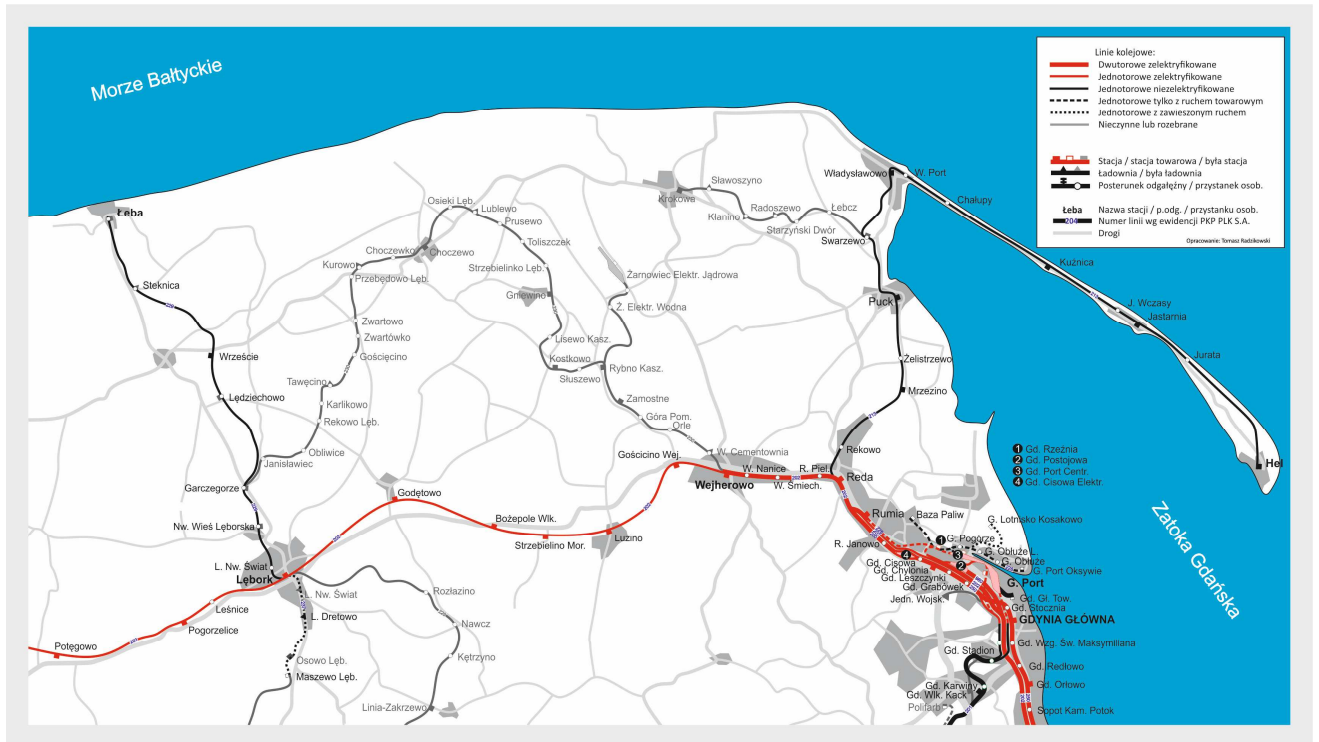 Morze Bałtyckie
Linie kolejowe:
Dwutorowe zelektryfikowane
Jednotorowe zelektryfikowane
Jednotorowe niezelektryfikowane
Jednotorowe tylko z ruchem towarowym
Jednotorowe z zawieszonym ruchem
Nieczynne lub rozebrane
Stacja / stacja towarowa / była stacja
Ładownia / była ładownia
Posterunek odgałęźny / przystanek osob.
Łeba Nazwa stacji / p.odg. / przystanku osob.
204 Numer linii wg ewidencji PKP PLK S.A.
Drogi
Opracowanie: Tomasz Radzikowski
Łeba
Steknica
Wrzeście
Lędziechowo
Garczegorze
Nw. Wieś Lęborska
L. Nw. Świat
Lębork
Leśnice
Pogorzelice
Potęgowo
Janisławiec
Obliwice
Rekowo Lęb.
Karlikowo
Tawęcino
Gościęcino
Zwartówko
Zwartowo
Przebędowo Lęb.
Kurowo
Choczewko
Choczewo
Osieki Lęb.
Lublewo
Prusewo
Toliszczek
Strzebielinko Lęb.
Gniewino
Lisewo Kasz.
Kostkowo
Słuszewo
Rybno Kasz.
Ż. Elektr. Wodna
Żarnowiec Elektr. Jądrowa
Zamostne
Góra Pom.
Orle
W. Cementownia
Krokowa
Sławoszyno
Kłanino
Radoszewo
Starzyński Dwór
Łebcz
Swarzewo
Władysławowo
W. Port
Chałupy
Kuźnica
J. Wczasy
Jastarnia
Jurata
Hel
Puck
Żelistrzewo
Mrzezino
Rekowo
Reda
R. Piel.
W. Śmiech.
W. Nanice
Wejherowo
Gościcino Wej.
Luzino
Strzebielino Mor.
Bożepole Wlk.
Godętowo
L. Nw. Świat
L. Dretowo
Osowo Lęb.
Maszewo Lęb.
Rozłazino
Nawcz
Kętrzyno
Linia-Zakrzewo
Rumia
Baza Paliw
G. Lotnisko Kosakowo
R. Janowo
1
G. Pogórze
3
G. Obłuże L.
4
2
G. Obłuże
Gd. Cisowa
G. Port Oksywie
Gd. Chylonia
Gd. Leszczynki
G. Port
Gd. Grabówek
Jedn. Wojsk.
Gd. Gł. Tow.
Gd. Stocznia
GDYNIA GŁÓWNA
Gd. Wzg. Św. Maksymiliana
Gd. Stadion
Gd. Redłowo
Gd. Karwiny
Gd. Orłowo
Gd. Wlk. Kack
Polifarb
Sopot Kam. Potok
1 Gd. Rzeźnia
2 Gd. Postojowa
3 Gd. Port Centr.
4 Gd. Cisowa Elektr.
Zatoka Gdańska